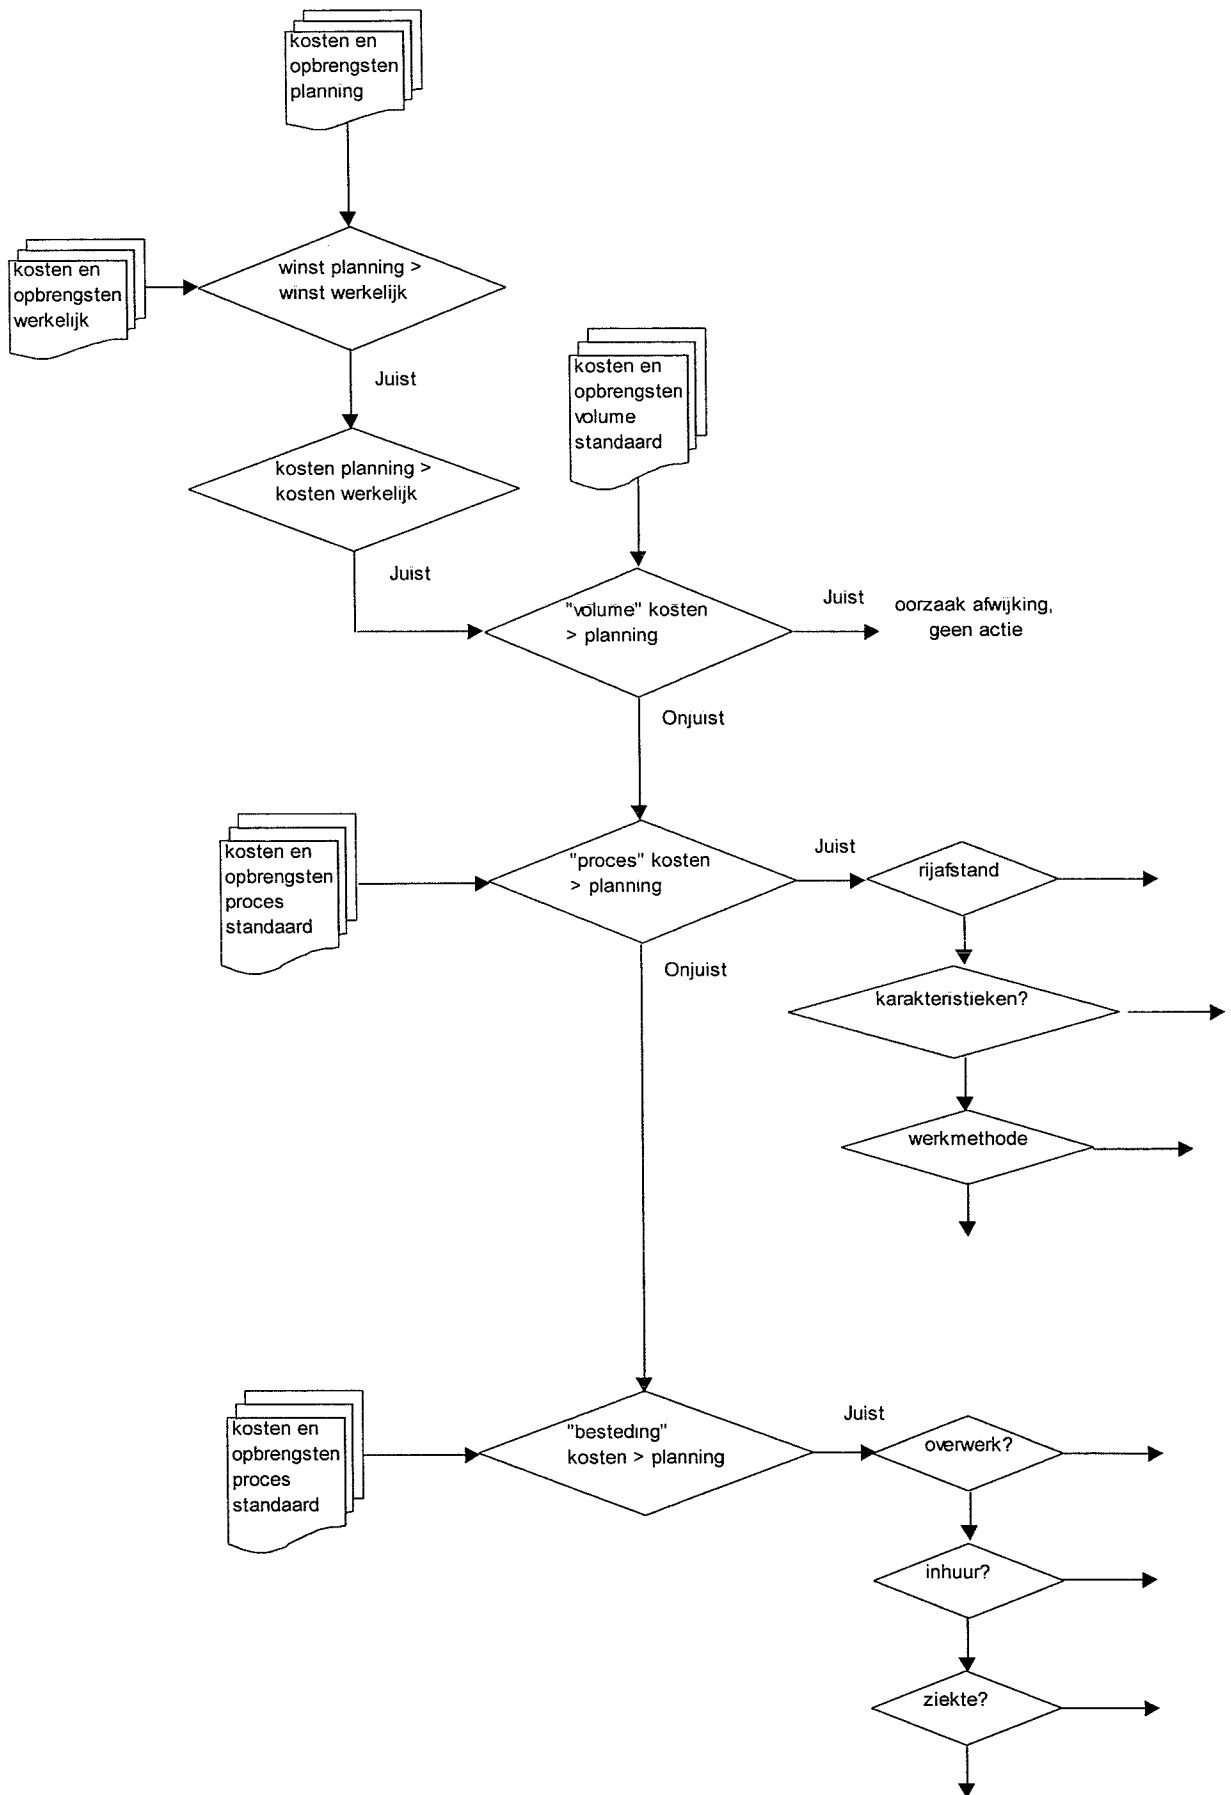 kosten en
opbrengsten
planning
kosten en
opbrengsten
werkelijk
winst planning >
winst werkelijk
Juist
kosten planning >
kosten werkelijk
Juist
kosten en
opbrengsten
volume
standaard
"volume" kosten
> planning
Juist
oorzaak afwijking,
geen actie
Onjuist
kosten en
opbrengsten
proces
standaard
"proces" kosten
> planning
Juist
rijafstand
Onjuist
karakteristieken?
werkmethode
kosten en
opbrengsten
proces
standaard
"besteding"
kosten > planning
Juist
overwerk?
inhuur?
ziekte?